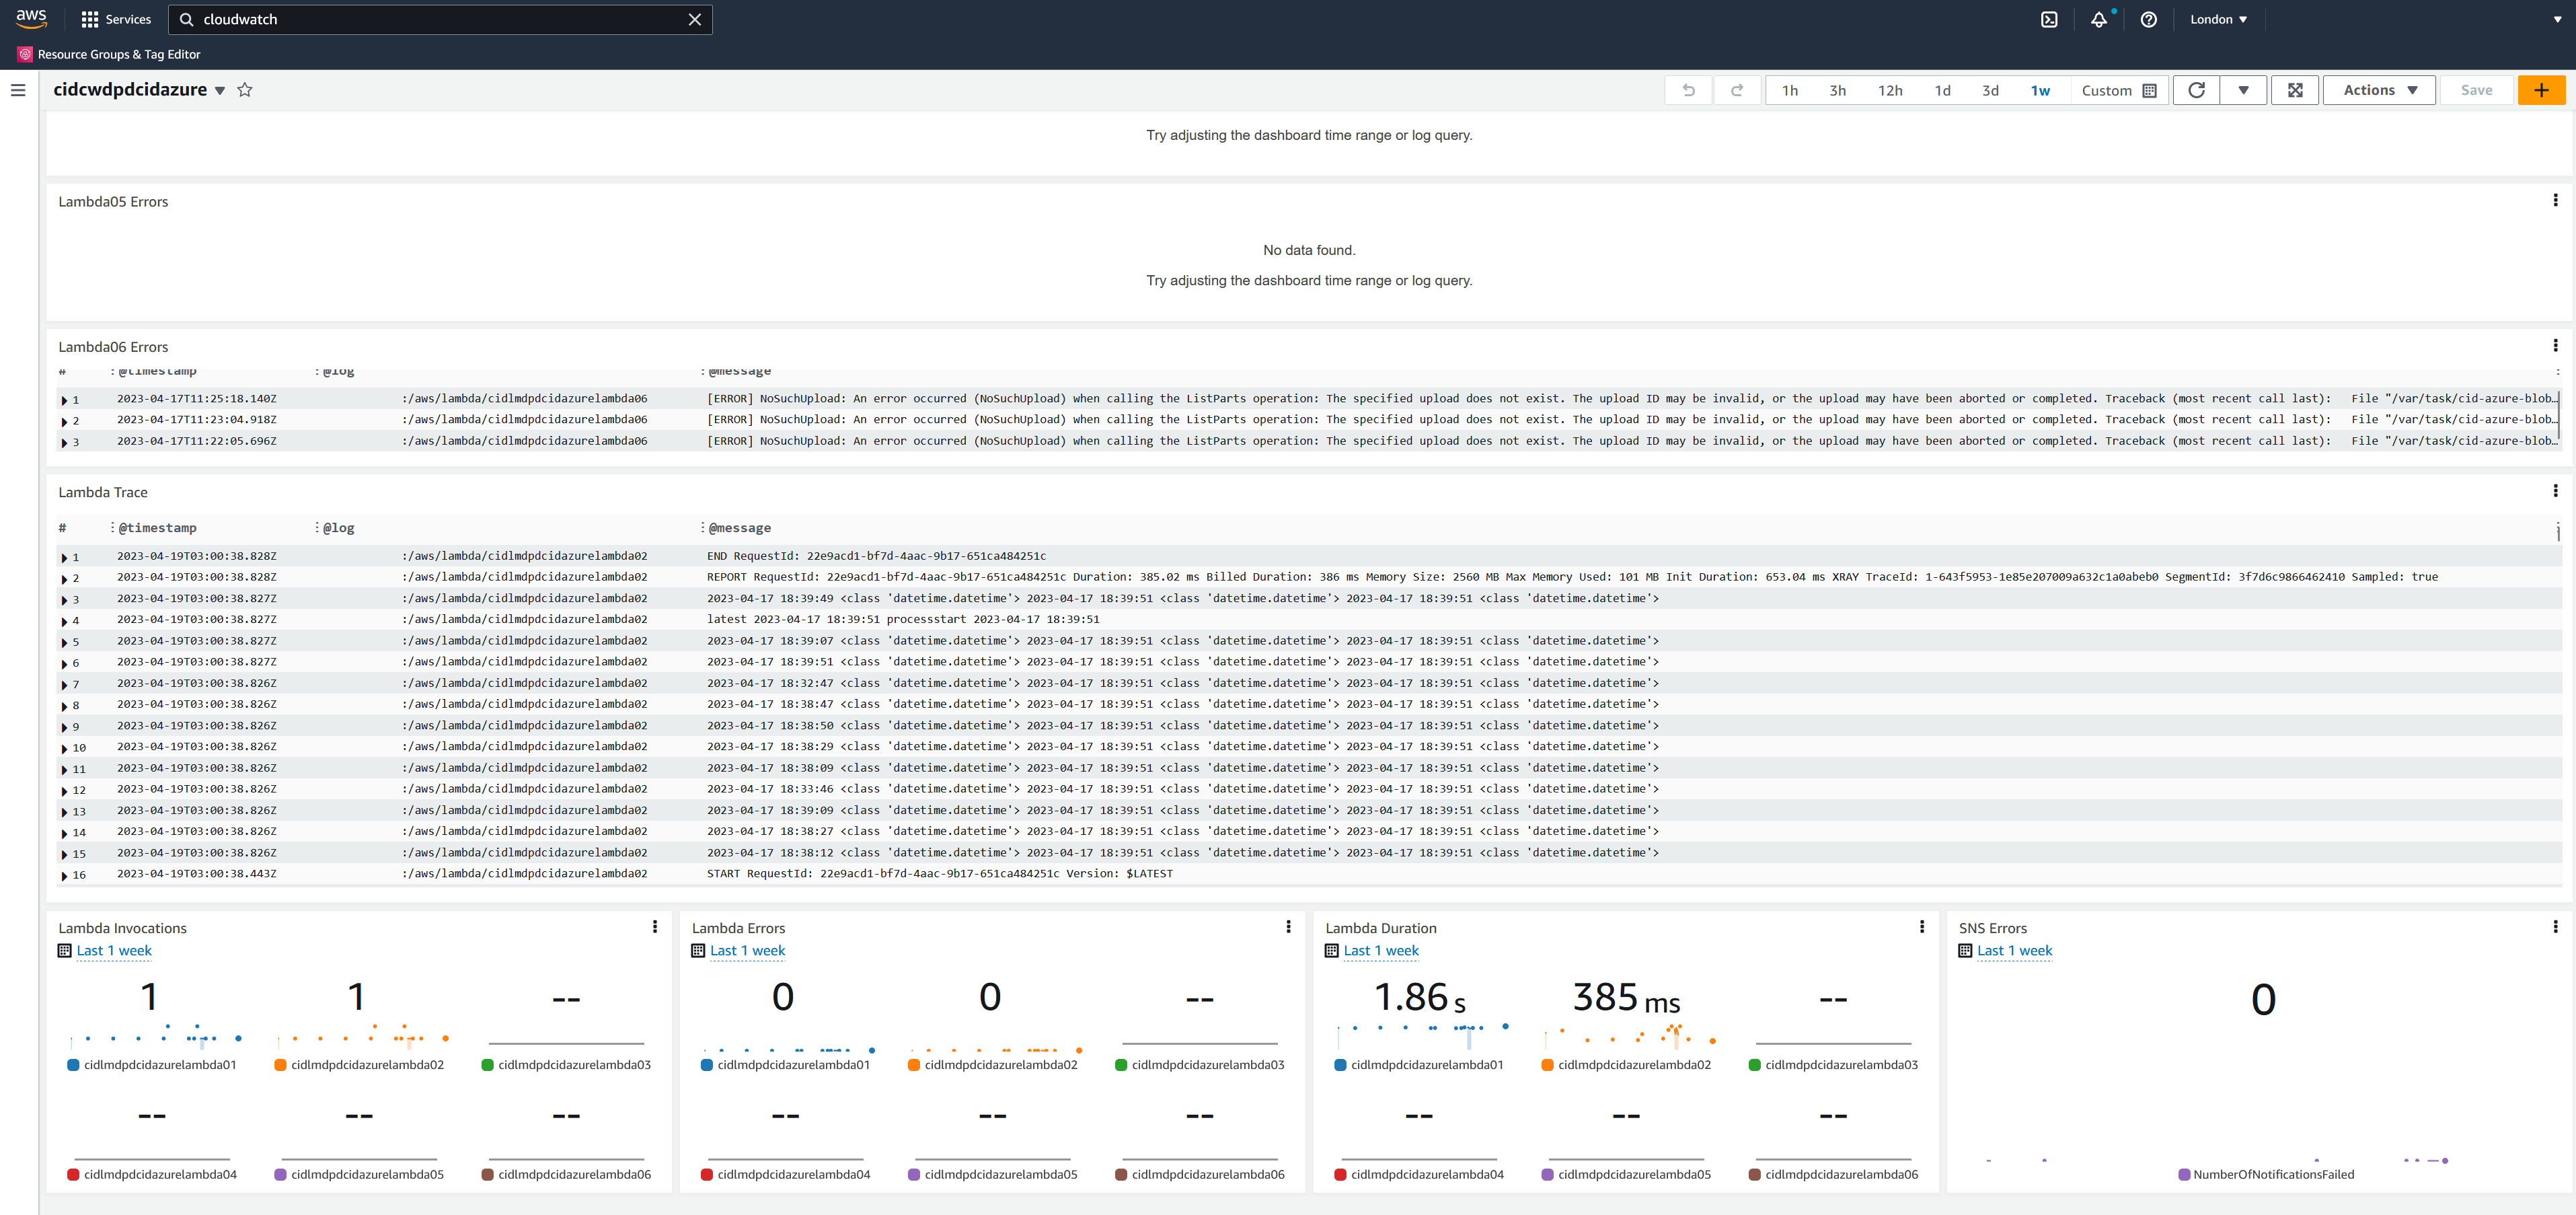 aws Services cloudwatch London
Resource Groups & Tag Editor
cidcwdpdcidazure 1h 3h 12h 1d 3d 1w Custom Actions Save
Try adjusting the dashboard time range or log query.
Lambda05 Errors
No data found.
Try adjusting the dashboard time range or log query.
Lambda06 Errors
# @timestamp @log @message
1 2023-04-17T11:25:18.140Z :/aws/lambda/cidlmdpdcidazurelambda06 [ERROR] NoSuchUpload: An error occurred (NoSuchUpload) when calling the ListParts operation: The specified upload does not exist. The upload ID may be invalid, or the upload may have been aborted or completed. Traceback (most recent call last): File "/var/task/cid-azure-blob…
2 2023-04-17T11:23:04.918Z :/aws/lambda/cidlmdpdcidazurelambda06 [ERROR] NoSuchUpload: An error occurred (NoSuchUpload) when calling the ListParts operation: The specified upload does not exist. The upload ID may be invalid, or the upload may have been aborted or completed. Traceback (most recent call last): File "/var/task/cid-azure-blob…
3 2023-04-17T11:22:05.696Z :/aws/lambda/cidlmdpdcidazurelambda06 [ERROR] NoSuchUpload: An error occurred (NoSuchUpload) when calling the ListParts operation: The specified upload does not exist. The upload ID may be invalid, or the upload may have been aborted or completed. Traceback (most recent call last): File "/var/task/cid-azure-blob…
Lambda Trace
# @timestamp @log @message
1 2023-04-19T03:00:38.828Z :/aws/lambda/cidlmdpdcidazurelambda02 END RequestId: 22e9acd1-bf7d-4aac-9b17-651ca484251c
2 2023-04-19T03:00:38.828Z :/aws/lambda/cidlmdpdcidazurelambda02 REPORT RequestId: 22e9acd1-bf7d-4aac-9b17-651ca484251c Duration: 385.02 ms Billed Duration: 386 ms Memory Size: 2560 MB Max Memory Used: 101 MB Init Duration: 653.04 ms XRAY TraceId: 1-643f5953-1e85e207009a632c1a0abeb0 SegmentId: 3f7d6c9866462410 Sampled: true
3 2023-04-19T03:00:38.827Z :/aws/lambda/cidlmdpdcidazurelambda02 2023-04-17 18:39:49 <class 'datetime.datetime'> 2023-04-17 18:39:51 <class 'datetime.datetime'> 2023-04-17 18:39:51 <class 'datetime.datetime'>
4 2023-04-19T03:00:38.827Z :/aws/lambda/cidlmdpdcidazurelambda02 latest 2023-04-17 18:39:51 processstart 2023-04-17 18:39:51
5 2023-04-19T03:00:38.827Z :/aws/lambda/cidlmdpdcidazurelambda02 2023-04-17 18:39:07 <class 'datetime.datetime'> 2023-04-17 18:39:51 <class 'datetime.datetime'> 2023-04-17 18:39:51 <class 'datetime.datetime'>
6 2023-04-19T03:00:38.827Z :/aws/lambda/cidlmdpdcidazurelambda02 2023-04-17 18:39:51 <class 'datetime.datetime'> 2023-04-17 18:39:51 <class 'datetime.datetime'> 2023-04-17 18:39:51 <class 'datetime.datetime'>
7 2023-04-19T03:00:38.826Z :/aws/lambda/cidlmdpdcidazurelambda02 2023-04-17 18:32:47 <class 'datetime.datetime'> 2023-04-17 18:39:51 <class 'datetime.datetime'> 2023-04-17 18:39:51 <class 'datetime.datetime'>
8 2023-04-19T03:00:38.826Z :/aws/lambda/cidlmdpdcidazurelambda02 2023-04-17 18:38:47 <class 'datetime.datetime'> 2023-04-17 18:39:51 <class 'datetime.datetime'> 2023-04-17 18:39:51 <class 'datetime.datetime'>
9 2023-04-19T03:00:38.826Z :/aws/lambda/cidlmdpdcidazurelambda02 2023-04-17 18:38:50 <class 'datetime.datetime'> 2023-04-17 18:39:51 <class 'datetime.datetime'> 2023-04-17 18:39:51 <class 'datetime.datetime'>
10 2023-04-19T03:00:38.826Z :/aws/lambda/cidlmdpdcidazurelambda02 2023-04-17 18:38:29 <class 'datetime.datetime'> 2023-04-17 18:39:51 <class 'datetime.datetime'> 2023-04-17 18:39:51 <class 'datetime.datetime'>
11 2023-04-19T03:00:38.826Z :/aws/lambda/cidlmdpdcidazurelambda02 2023-04-17 18:38:09 <class 'datetime.datetime'> 2023-04-17 18:39:51 <class 'datetime.datetime'> 2023-04-17 18:39:51 <class 'datetime.datetime'>
12 2023-04-19T03:00:38.826Z :/aws/lambda/cidlmdpdcidazurelambda02 2023-04-17 18:33:46 <class 'datetime.datetime'> 2023-04-17 18:39:51 <class 'datetime.datetime'> 2023-04-17 18:39:51 <class 'datetime.datetime'>
13 2023-04-19T03:00:38.826Z :/aws/lambda/cidlmdpdcidazurelambda02 2023-04-17 18:39:09 <class 'datetime.datetime'> 2023-04-17 18:39:51 <class 'datetime.datetime'> 2023-04-17 18:39:51 <class 'datetime.datetime'>
14 2023-04-19T03:00:38.826Z :/aws/lambda/cidlmdpdcidazurelambda02 2023-04-17 18:38:27 <class 'datetime.datetime'> 2023-04-17 18:39:51 <class 'datetime.datetime'> 2023-04-17 18:39:51 <class 'datetime.datetime'>
15 2023-04-19T03:00:38.826Z :/aws/lambda/cidlmdpdcidazurelambda02 2023-04-17 18:38:12 <class 'datetime.datetime'> 2023-04-17 18:39:51 <class 'datetime.datetime'> 2023-04-17 18:39:51 <class 'datetime.datetime'>
16 2023-04-19T03:00:38.443Z :/aws/lambda/cidlmdpdcidazurelambda02 START RequestId: 22e9acd1-bf7d-4aac-9b17-651ca484251c Version: $LATEST
Lambda Invocations
Last 1 week
1 1 --
cidlmdpdcidazurelambda01 cidlmdpdcidazurelambda02 cidlmdpdcidazurelambda03
-- -- --
cidlmdpdcidazurelambda04 cidlmdpdcidazurelambda05 cidlmdpdcidazurelambda06
Lambda Errors
Last 1 week
0 0 --
cidlmdpdcidazurelambda01 cidlmdpdcidazurelambda02 cidlmdpdcidazurelambda03
-- -- --
cidlmdpdcidazurelambda04 cidlmdpdcidazurelambda05 cidlmdpdcidazurelambda06
Lambda Duration
Last 1 week
1.86 s 385 ms --
cidlmdpdcidazurelambda01 cidlmdpdcidazurelambda02 cidlmdpdcidazurelambda03
-- -- --
cidlmdpdcidazurelambda04 cidlmdpdcidazurelambda05 cidlmdpdcidazurelambda06
SNS Errors
Last 1 week
0
NumberOfNotificationsFailed